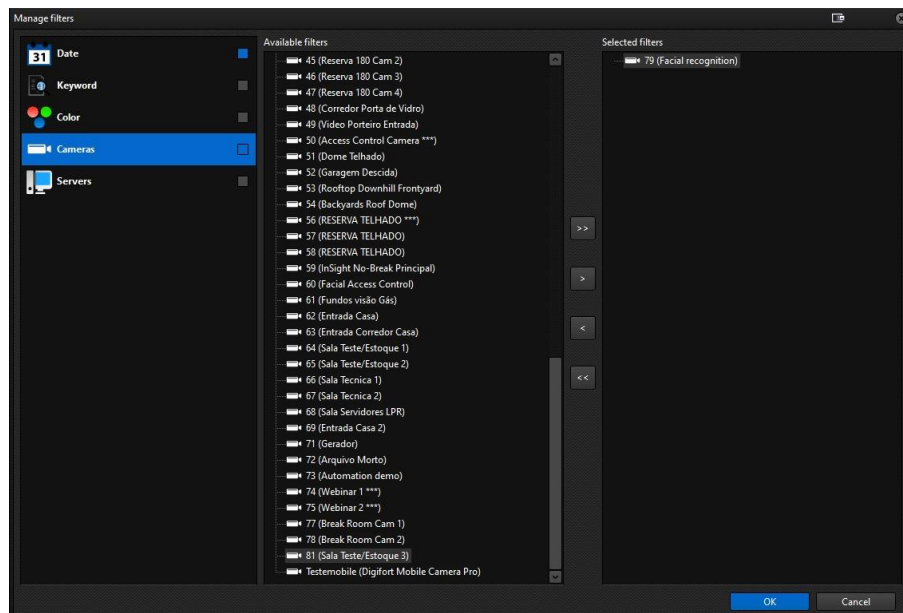 Manage filters
31
Date
Keyword
Color
Cameras
Servers
Available filters
45 (Reserva 180 Cam 2)
46 (Reserva 180 Cam 3)
47 (Reserva 180 Cam 4)
48 (Corredor Porta de Vidro)
49 (Video Porteiro Entrada)
50 (Access Control Camera ***)
51 (Dome Telhado)
52 (Garagem Descida)
53 (Rooftop Downhill Frontyard)
54 (Backyards Roof Dome)
56 (RESERVA TELHADO ***)
57 (RESERVA TELHADO)
58 (RESERVA TELHADO)
59 (InSight No-Break Principal)
60 (Facial Access Control)
61 (Fundos visão Gás)
62 (Entrada Casa)
63 (Entrada Corredor Casa)
64 (Sala Teste/Estoque 1)
65 (Sala Teste/Estoque 2)
66 (Sala Tecnica 1)
67 (Sala Tecnica 2)
68 (Sala Servidores LPR)
69 (Entrada Casa 2)
71 (Gerador)
72 (Arquivo Morto)
73 (Automation demo)
74 (Webinar 1 ***)
75 (Webinar 2 ***)
77 (Break Room Cam 1)
78 (Break Room Cam 2)
81 (Sala Teste/Estoque 3)
Testemobile (Digifort Mobile Camera Pro)
>>
>
<
<<
Selected filters
79 (Facial recognition)
OK
Cancel